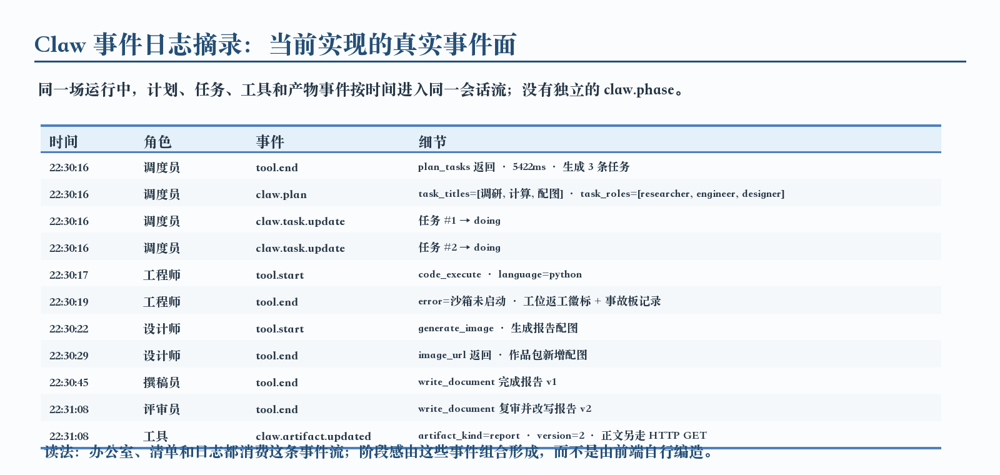 Claw 事件日志摘录：当前实现的真实事件面
同一场运行中，计划、任务、工具和产物事件按时间进入同一会话流；没有独立的 claw.phase。
时间 角色 事件 细节
22:30:16 调度员 tool.end plan_tasks 返回 · 5422ms · 生成 3 条任务
22:30:16 调度员 claw.plan task_titles=[调研, 计算, 配图] · task_roles=[researcher, engineer, designer]
22:30:16 调度员 claw.task.update 任务 #1 → doing
22:30:16 调度员 claw.task.update 任务 #2 → doing
22:30:17 工程师 tool.start code_execute · language=python
22:30:19 工程师 tool.end error=沙箱未启动 · 工位返工徽标 + 事故板记录
22:30:22 设计师 tool.start generate_image · 生成报告配图
22:30:29 设计师 tool.end image_url 返回 · 作品包新增配图
22:30:45 撰稿员 tool.end write_document 完成报告 v1
22:31:08 评审员 tool.end write_document 复审并改写报告 v2
22:31:08 工具 claw.artifact.updated artifact_kind=report · version=2 · 正文另走 HTTP GET
读法：办公室、清单和日志都消费这条事件流；阶段感由这些事件组合形成，而不是由前端自行编造。